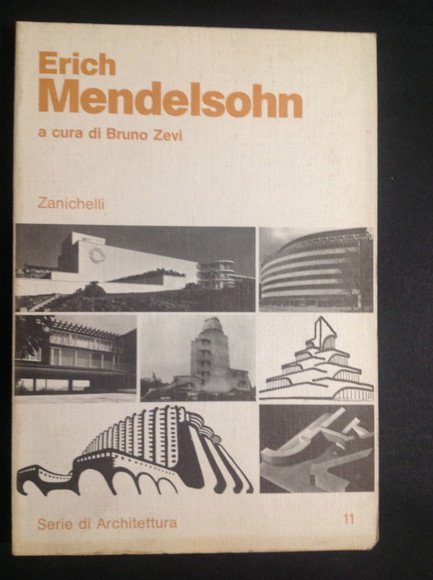 Erich
Mendelsohn
a cura di Bruno Zevi
Zanichelli
Serie di Architettura
11